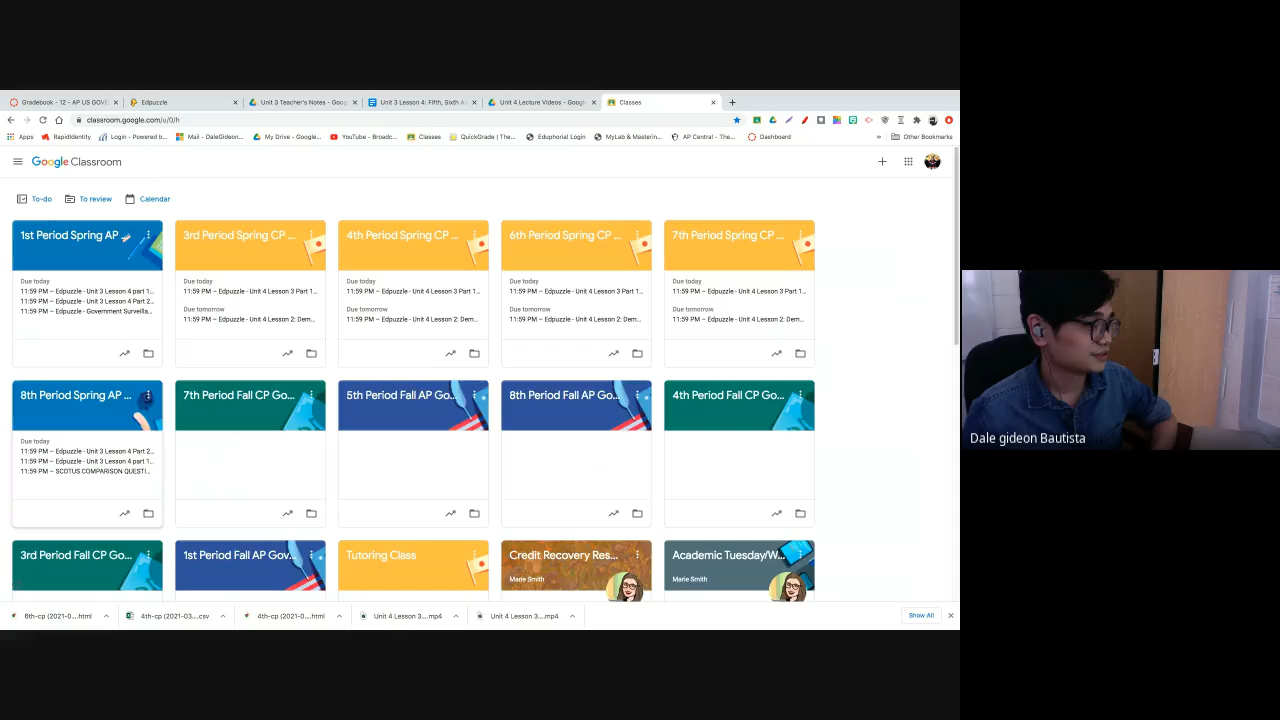 Gradebook - 12 - AP US GOVE
Edpuzzle
Unit 3 Teacher's Notes - Goog
Unit 3 Lesson 4: Fifth, Sixth A
Unit 4 Lecture Videos - Google
Classes
classroom.google.com/u/0/h
Apps
RapidIdentity
Login - Powered b...
Mail - DaleGideon...
My Drive - Google...
YouTube - Broadc...
Classes
QuickGrade | The...
Eduphorial Login
MyLab & Mastering...
AP Central - The...
Dashboard
»
Other Bookmarks
Google Classroom
To-do
To review
Calendar
1st Period Spring AP ...
3rd Period Spring CP ...
4th Period Spring CP ...
6th Period Spring CP ...
7th Period Spring CP ...
Due today
11:59 PM – Edpuzzle - Unit 3 Lesson 4 part 1...
11:59 PM – Edpuzzle - Unit 3 Lesson 4 Part 2...
11:59 PM – Edpuzzle - Government Surveilla...
Due today
11:59 PM – Edpuzzle - Unit 4 Lesson 3 Part 1...
Due tomorrow
11:59 PM – Edpuzzle - Unit 4 Lesson 2: Dem...
Due today
11:59 PM – Edpuzzle - Unit 4 Lesson 3 Part 1...
Due tomorrow
11:59 PM – Edpuzzle - Unit 4 Lesson 2: Dem...
Due today
11:59 PM – Edpuzzle - Unit 4 Lesson 3 Part 1...
Due tomorrow
11:59 PM – Edpuzzle - Unit 4 Lesson 2: Dem...
Due today
11:59 PM – Edpuzzle - Unit 4 Lesson 3 Part 1...
Due tomorrow
11:59 PM – Edpuzzle - Unit 4 Lesson 2: Dem...
8th Period Spring AP ...
7th Period Fall CP Go...
5th Period Fall AP Go...
8th Period Fall AP Go...
4th Period Fall CP Go...
Due today
11:59 PM – Edpuzzle - Unit 3 Lesson 4 Part 2...
11:59 PM – Edpuzzle - Unit 3 Lesson 4 part 1...
11:59 PM – SCOTUS COMPARISON QUESTI...
3rd Period Fall CP Go...
1st Period Fall AP Gov...
Tutoring Class
Credit Recovery Res...
Marie Smith
Academic Tuesday/W...
Marie Smith
6th-cp (2021-0....html
4th-cp (2021-03....csv
4th-cp (2021-0....html
Unit 4 Lesson 3....mp4
Unit 4 Lesson 3....mp4
Show All
Dale gideon Bautista